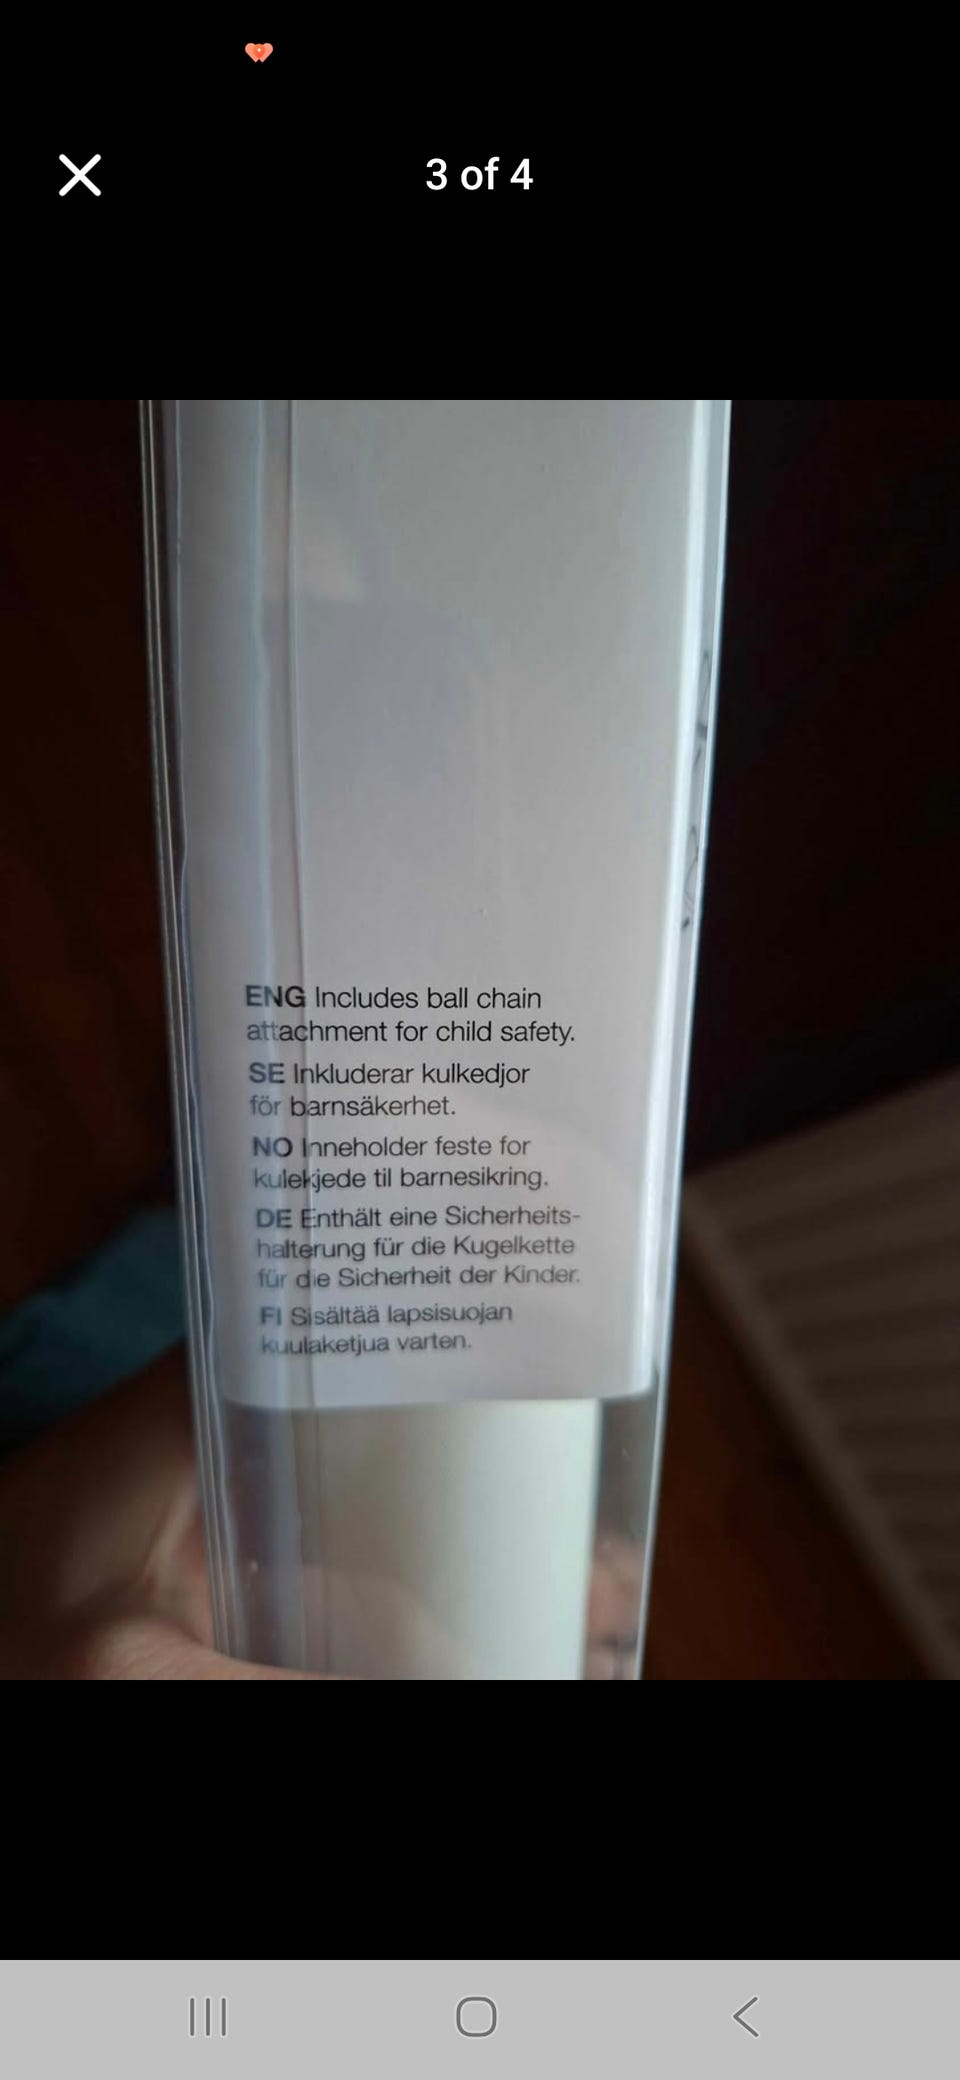 3 of 4
ENG Includes ball chain
attachment for child safety.
SE Inkluderar kulkedjor
för barnsäkerhet.
NO Inneholder feste for
kulekjede til barnesikring.
DE Enthält eine Sicherheits-
halterung für die Kugelkette
für die Sicherheit der Kinder.
FI Sisältää lapsisuojan
kuulaketjua varten.